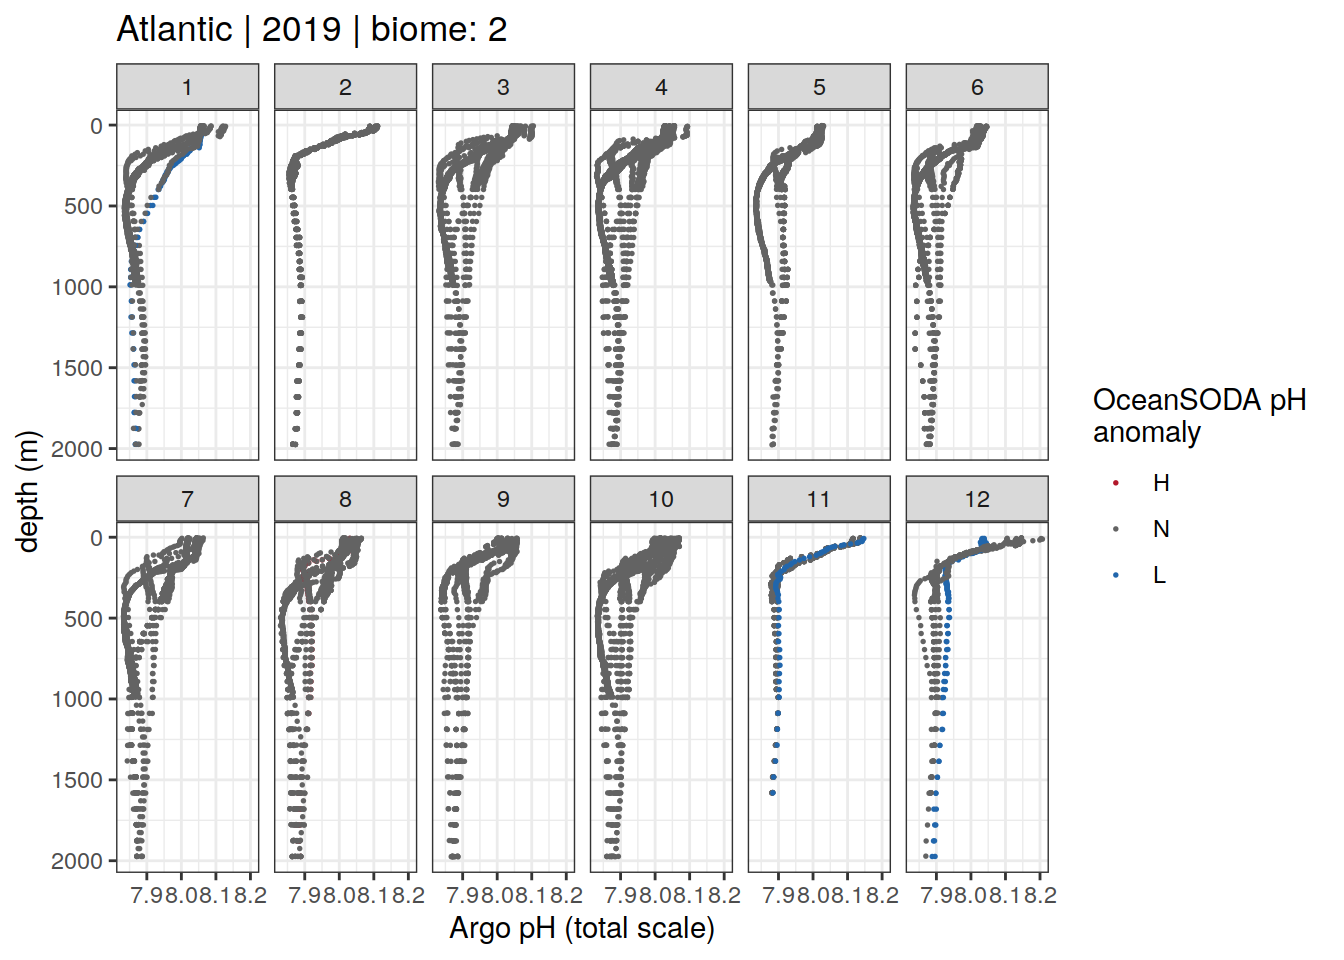 Atlantic | 2019 | biome: 2
1 2 3 4 5 6
0
500
1000
1500
2000
7 8 9 10 11 12
0
500
1000
1500
2000
7.98.08.18.2 7.98.08.18.2 7.98.08.18.2 7.98.08.18.2 7.98.08.18.2 7.98.08.18.2
Argo pH (total scale)
depth (m)
OceanSODA pH
anomaly
H
N
L